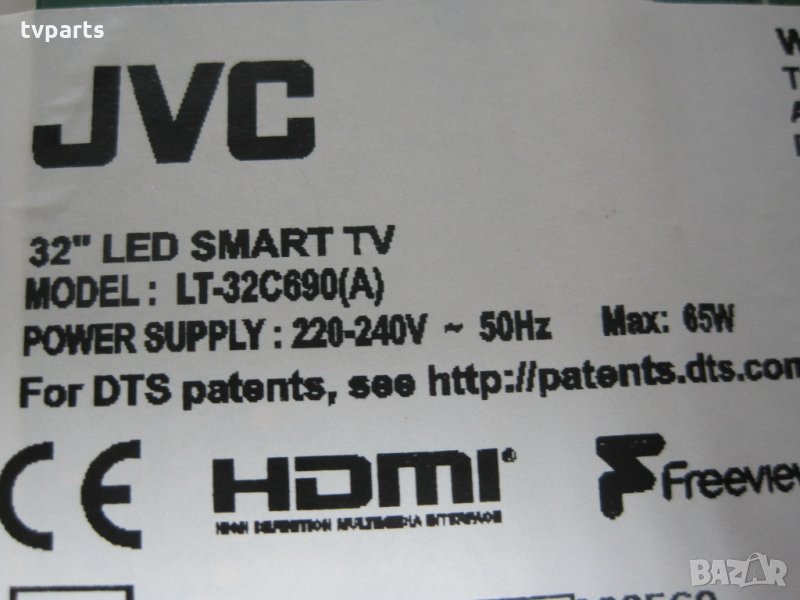 tvparts
JVC
32" LED SMART TV
MODEL : LT-32C690(A)
POWER SUPPLY : 220-240V ~ 50Hz Max: 65W
For DTS patents, see http://patents.dts.com
CE
HDMI®
HIGH DEFINITION MULTIMEDIA INTERFACE
Freeview
BAZAR